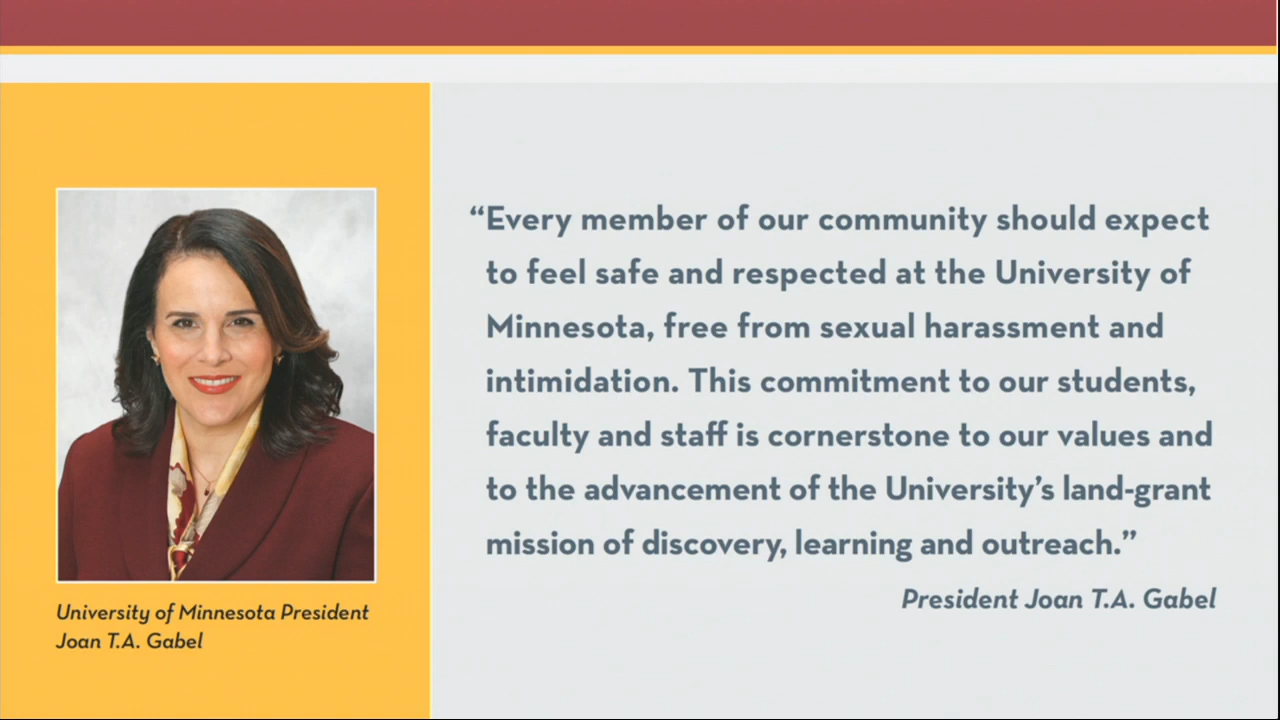 “Every member of our community should expect
to feel safe and respected at the University of
Minnesota, free from sexual harassment and
intimidation. This commitment to our students,
faculty and staff is cornerstone to our values and
to the advancement of the University’s land-grant
mission of discovery, learning and outreach.”
President Joan T.A. Gabel
University of Minnesota President
Joan T.A. Gabel